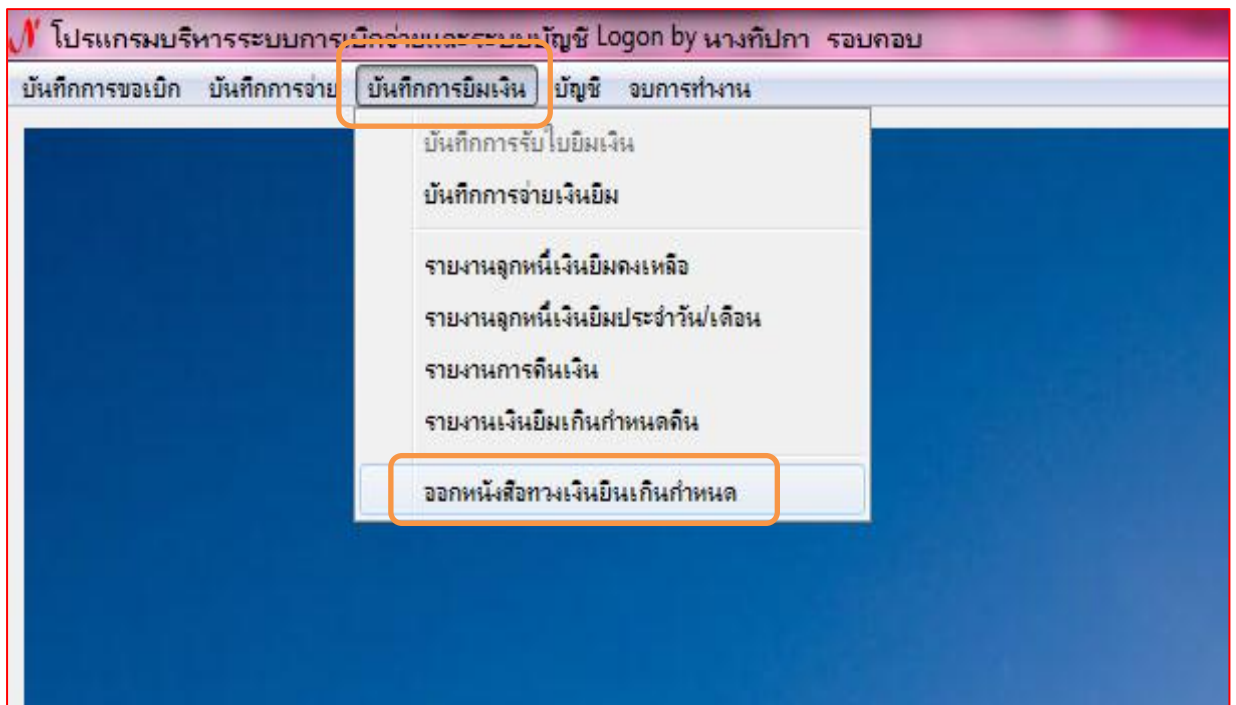 โปรแกรมบริหารระบบการเบิกจ่ายและระบบบัญชี Logon by นางทิปภา รอบคอบ
บันทึกการขอเบิก บันทึกการจ่าย บันทึกการยืมเงิน บัญชี จบการทำงาน
บันทึกการรับใบยืมเงิน
บันทึกการจ่ายเงินยืม
รายงานลูกหนี้เงินยืมคงเหลือ
รายงานลูกหนี้เงินยืมประจำวัน/เดือน
รายงานการคืนเงิน
รายงานเงินยืมเกินกำหนดคืน
ออกหนังสือทวงเงินยืนเกินกำหนด